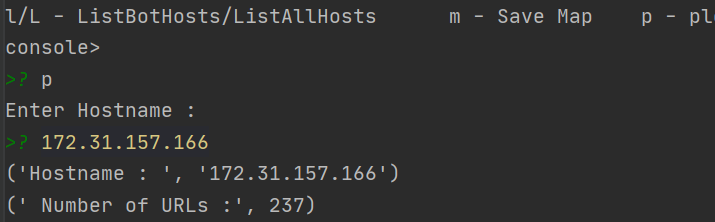 l/L - ListBotHosts/ListAllHosts      m - Save Map    p - plo
console>
>? p
Enter Hostname :
>? 172.31.157.166
('Hostname : ', '172.31.157.166')
(' Number of URLs :', 237)